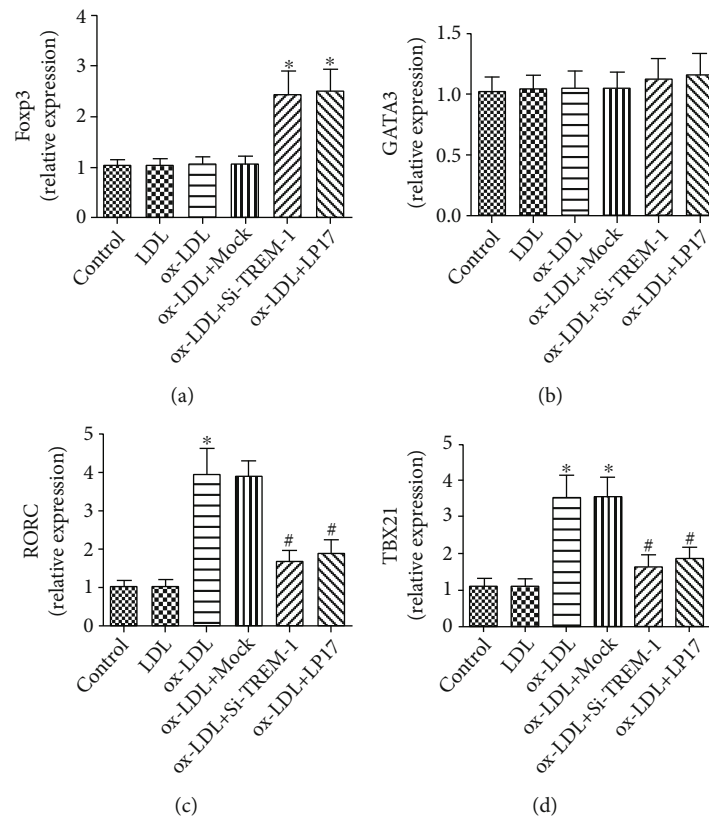 4
3
2
1
0
Foxp3
(relative expression)
* *
Control
LDL
ox-LDL
ox-LDL+Mock
ox-LDL+Si-TREM-1
ox-LDL+LP17
(a)
1.5
1.0
0.5
0.0
GATA3
(relative expression)
Control
LDL
ox-LDL
ox-LDL+Mock
ox-LDL+Si-TREM-1
ox-LDL+LP17
(b)
5
4
3
2
1
0
RORC
(relative expression)
*
# #
Control
LDL
ox-LDL
ox-LDL+Mock
ox-LDL+Si-TREM-1
ox-LDL+LP17
(c)
5
4
3
2
1
0
TBX21
(relative expression)
* *
# #
Control
LDL
ox-LDL
ox-LDL+Mock
ox-LDL+Si-TREM-1
ox-LDL+LP17
(d)